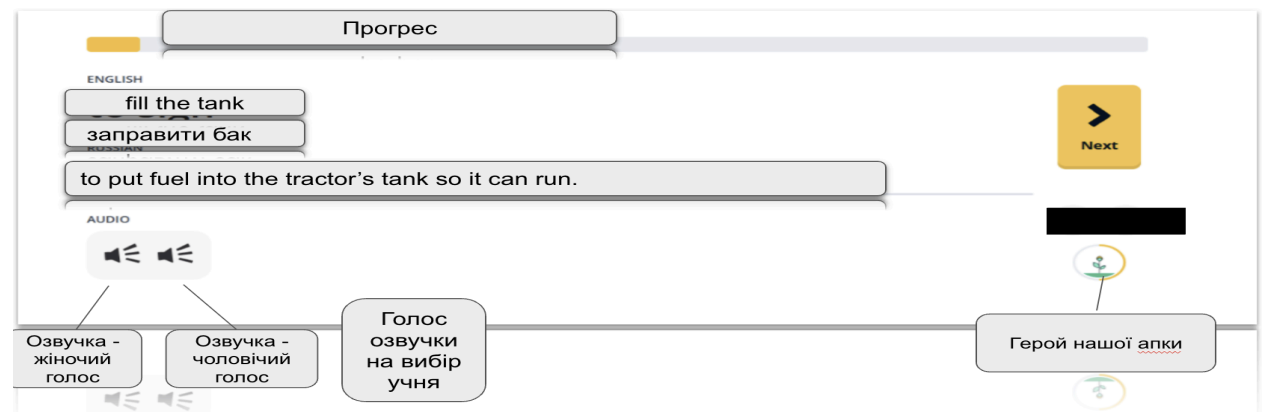 Прогрес
ENGLISH
fill the tank
заправити бак
RUSSIAN
to put fuel into the tractor's tank so it can run.
Next
AUDIO
Озвучка -
жіночий
голос
Озвучка -
чоловічий
голос
Голос
озвучки
на вибір
учня
Герой нашої апки